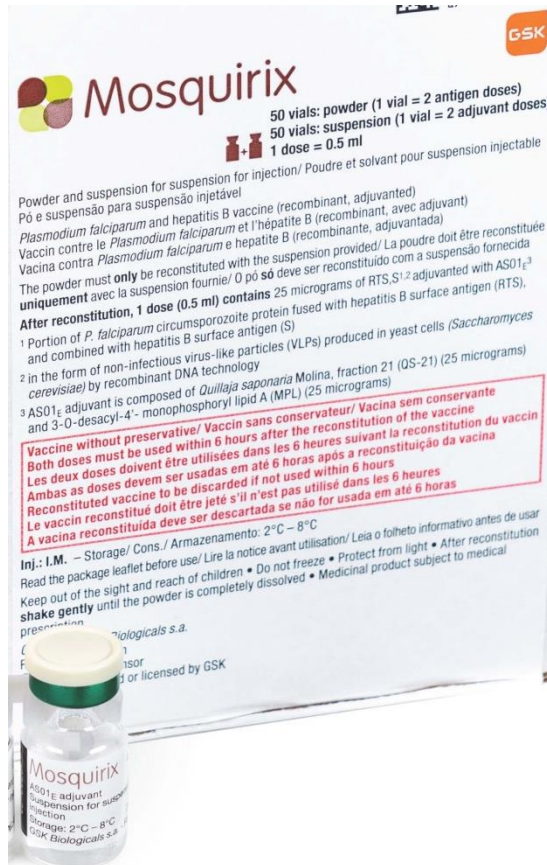 GSK
Mosquirix
50 vials: powder (1 vial = 2 antigen doses)
50 vials: suspension (1 vial = 2 adjuvant doses
1 dose = 0.5 ml
Powder and suspension for suspension for injection/ Poudre et solvant pour suspension injectable
Pó e suspensão para suspensão injetável
Plasmodium falciparum and hepatitis B vaccine (recombinant, adjuvanted)
Vaccin contre le Plasmodium falciparum et l'hépatite B (recombinant, avec adjuvant)
Vacina contra Plasmodium falciparum e hepatite B (recombinante, adjuvantada)
The powder must only be reconstituted with the suspension provided/ La poudre doit être reconstituée
uniquement avec la suspension fournie/ O pó só deve ser reconstituído com a suspensão fornecida
After reconstitution, 1 dose (0.5 ml) contains 25 micrograms of RTS,S1,2 adjuvanted with AS01E3
1 Portion of P. falciparum circumsporozoite protein fused with hepatitis B surface antigen (RTS),
and combined with hepatitis B surface antigen (S)
2 in the form of non-infectious virus-like particles (VLPs) produced in yeast cells (Saccharomyces
cerevisiae) by recombinant DNA technology
3 AS01E adjuvant is composed of Quillaja saponaria Molina, fraction 21 (QS-21) (25 micrograms)
and 3-O-desacyl-4'- monophosphoryl lipid A (MPL) (25 micrograms)
Vaccine without preservative/ Vaccin sans conservateur/ Vacina sem conservante
Both doses must be used within 6 hours after the reconstitution of the vaccine
Les deux doses doivent être utilisées dans les 6 heures suivant la reconstitution du vaccin
Ambas as doses devem ser usadas em até 6 horas após a reconstituição da vacina
Reconstituted vaccine to be discarded if not used within 6 hours
Le vaccin reconstitué doit être jeté s'il n'est pas utilisé dans les 6 heures
A vacina reconstituída deve ser descartada se não for usada em até 6 horas
Inj.: I.M. – Storage/ Cons./ Armazenamento: 2°C – 8°C
Read the package leaflet before use/ Lire la notice avant utilisation/ Leia o folheto informativo antes de usar
Keep out of the sight and reach of children • Do not freeze • Protect from light • After reconstitution
shake gently until the powder is completely dissolved • Medicinal product subject to medical
prescription
Biologicals s.a.
d or licensed by GSK
Mosquirix
AS01E adjuvant
Suspension for suspe
injection
Storage: 2°C – 8°C
GSK Biologicals s.a.